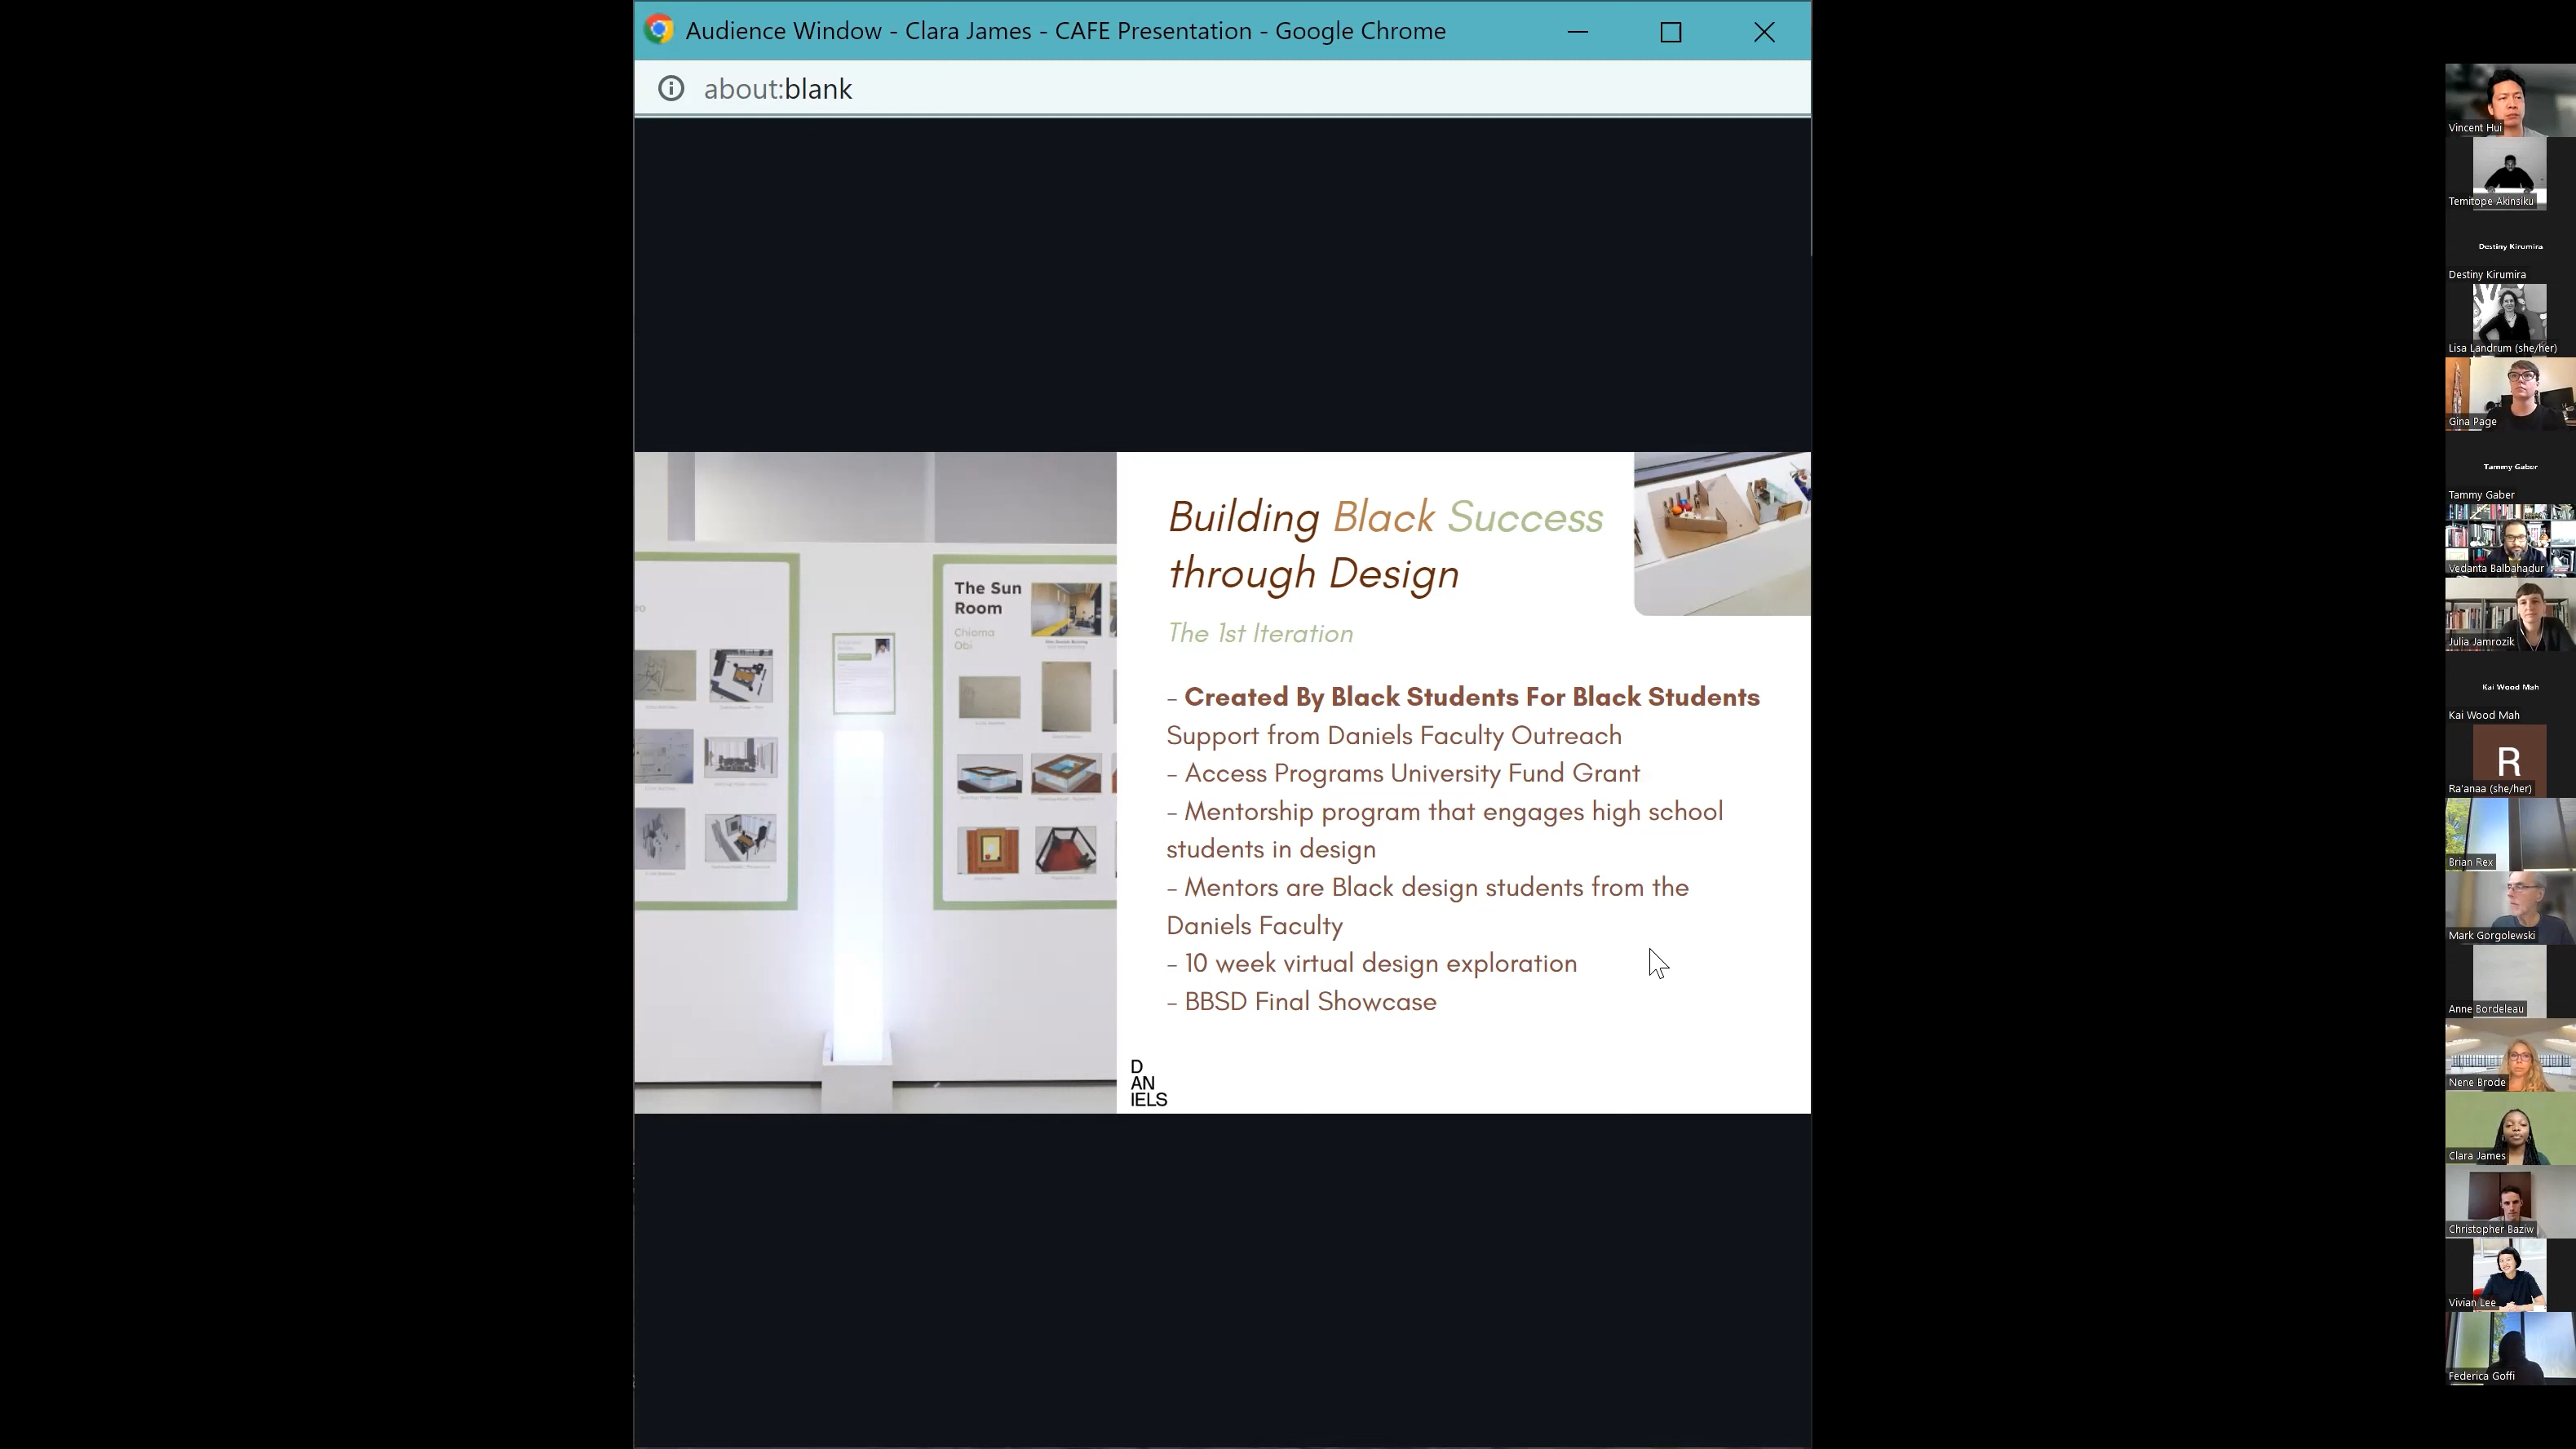 Audience Window - Clara James - CAFE Presentation - Google Chrome
about:blank
The Sun
Room
Chioma
Obi
Building Black Success
through Design
The 1st Iteration
- Created By Black Students For Black Students
Support from Daniels Faculty Outreach
- Access Programs University Fund Grant
- Mentorship program that engages high school
students in design
- Mentors are Black design students from the
Daniels Faculty
- 10 week virtual design exploration
- BBSD Final Showcase
D
AN
IELS
Vincent Hui
Temitope Akinsiku
Destiny Kirumira
Destiny Kirumira
Lisa Landrum (she/her)
Gina Page
Tammy Gaber
Tammy Gaber
Vedanta Balbahadur
Julia Jamrozik
Kai Wood Mah
Kai Wood Mah
R
Ra'anaa (she/her)
Brian Rex
Mark Gorgolewski
Anne Bordeleau
Nene Brode
Clara James
Christopher Baziw
Vivian Lee
Federica Goffi